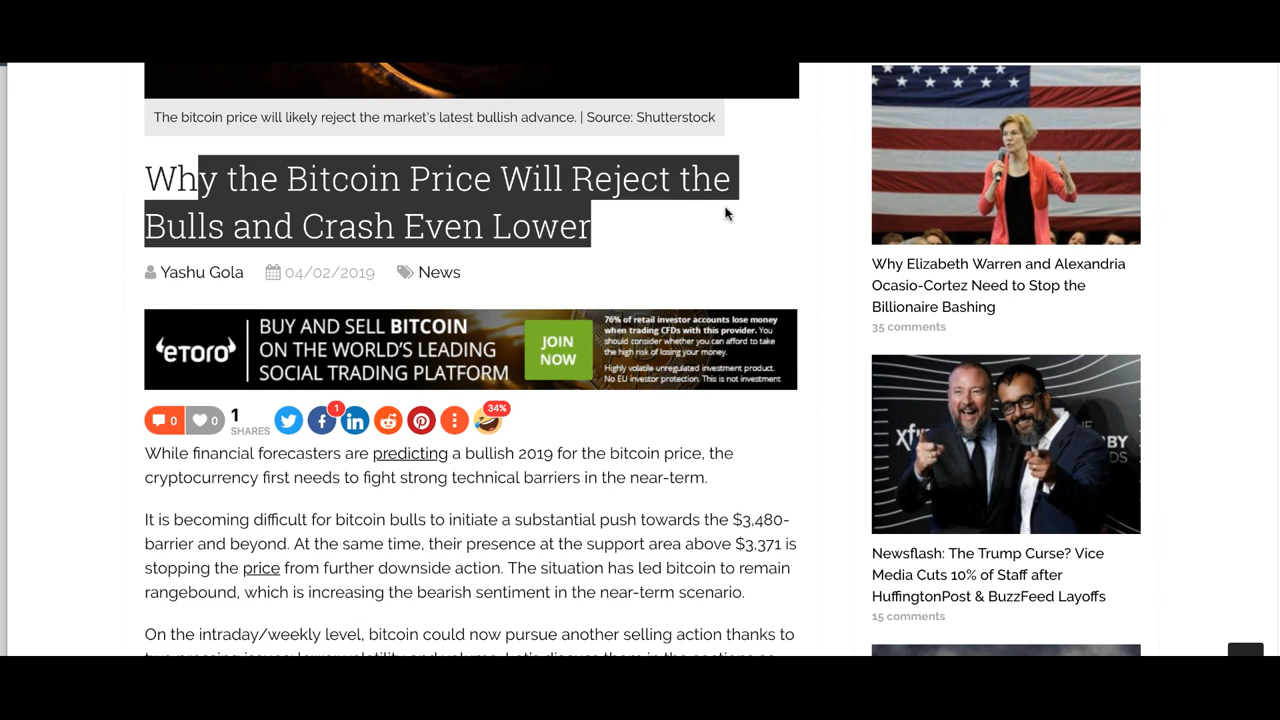 The bitcoin price will likely reject the market's latest bullish advance. | Source: Shutterstock
Why the Bitcoin Price Will Reject the
Bulls and Crash Even Lower
Yashu Gola 04/02/2019 News
eTORO
BUY AND SELL BITCOIN
ON THE WORLD'S LEADING
SOCIAL TRADING PLATFORM
JOIN
NOW
76% of retail investor accounts lose money
when trading CFDs with this provider. You
should consider whether you can afford to take
the high risk of losing your money.
Highly volatile unregulated investment product.
No EU investor protection. This is not investment
0 0 1 1 34%
SHARES
While financial forecasters are predicting a bullish 2019 for the bitcoin price, the
cryptocurrency first needs to fight strong technical barriers in the near-term.
It is becoming difficult for bitcoin bulls to initiate a substantial push towards the $3,480-
barrier and beyond. At the same time, their presence at the support area above $3,371 is
stopping the price from further downside action. The situation has led bitcoin to remain
rangebound, which is increasing the bearish sentiment in the near-term scenario.
On the intraday/weekly level, bitcoin could now pursue another selling action thanks to
Why Elizabeth Warren and Alexandria
Ocasio-Cortez Need to Stop the
Billionaire Bashing
35 comments
Newsflash: The Trump Curse? Vice
Media Cuts 10% of Staff after
HuffingtonPost & BuzzFeed Layoffs
15 comments